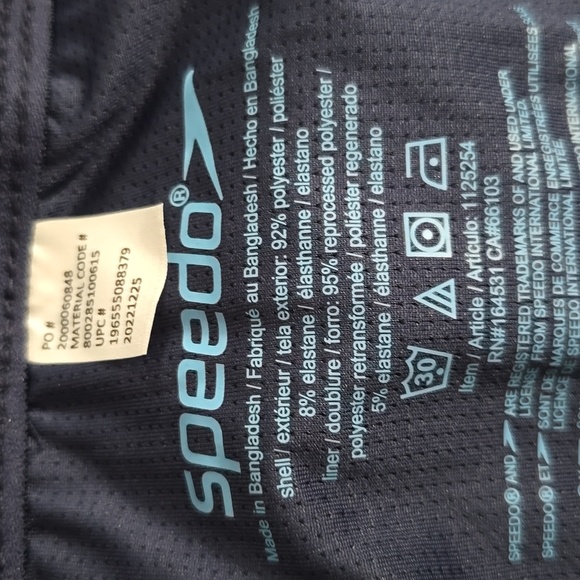 PO #
2000060848
MATERIAL CODE #
800285100615
UPC #
196555088379
20221225
speedo®
Made in Bangladesh / Fabriqué au Bangladesh / Hecho en Bangladesh
shell / extérieur / tela exterior: 92% polyester / poliéster
8% elastane / élasthanne / elastano
liner / doublure / forro: 95% reprocessed polyester /
polyester retransformée / poliéster regenerado
5% elastane / élasthanne / elastano
30
Item / Article / Artículo: 1125254
RN#164531 CA#66103
SPEEDO® AND ARE REGISTERED TRADEMARKS OF AND USED UNDER
LICENSE FROM SPEEDO INTERNATIONAL LIMITED.
SPEEDO® ET SONT DES MARQUES DE COMMERCE ENREGISTRÉES UTILISÉES
LICENCE DE SPEEDO INTERNATIONAL LIMITED.
INTERNACIONAL